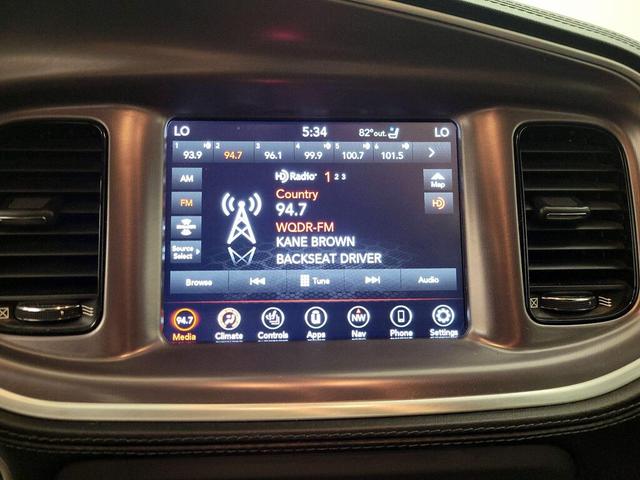 LO 5:34 82° out. LO
1 2 3 4 5 6
93.9 94.7 96.1 99.9 100.7 101.5
AM
HD Radio 1 2 3
Map
Country
FM
94.7
HD
WQDR-FM
KANE BROWN
Source
Select
BACKSEAT DRIVER
Browse Tune Audio
94.7 NW
Media Climate Controls Apps Nav Phone Settings